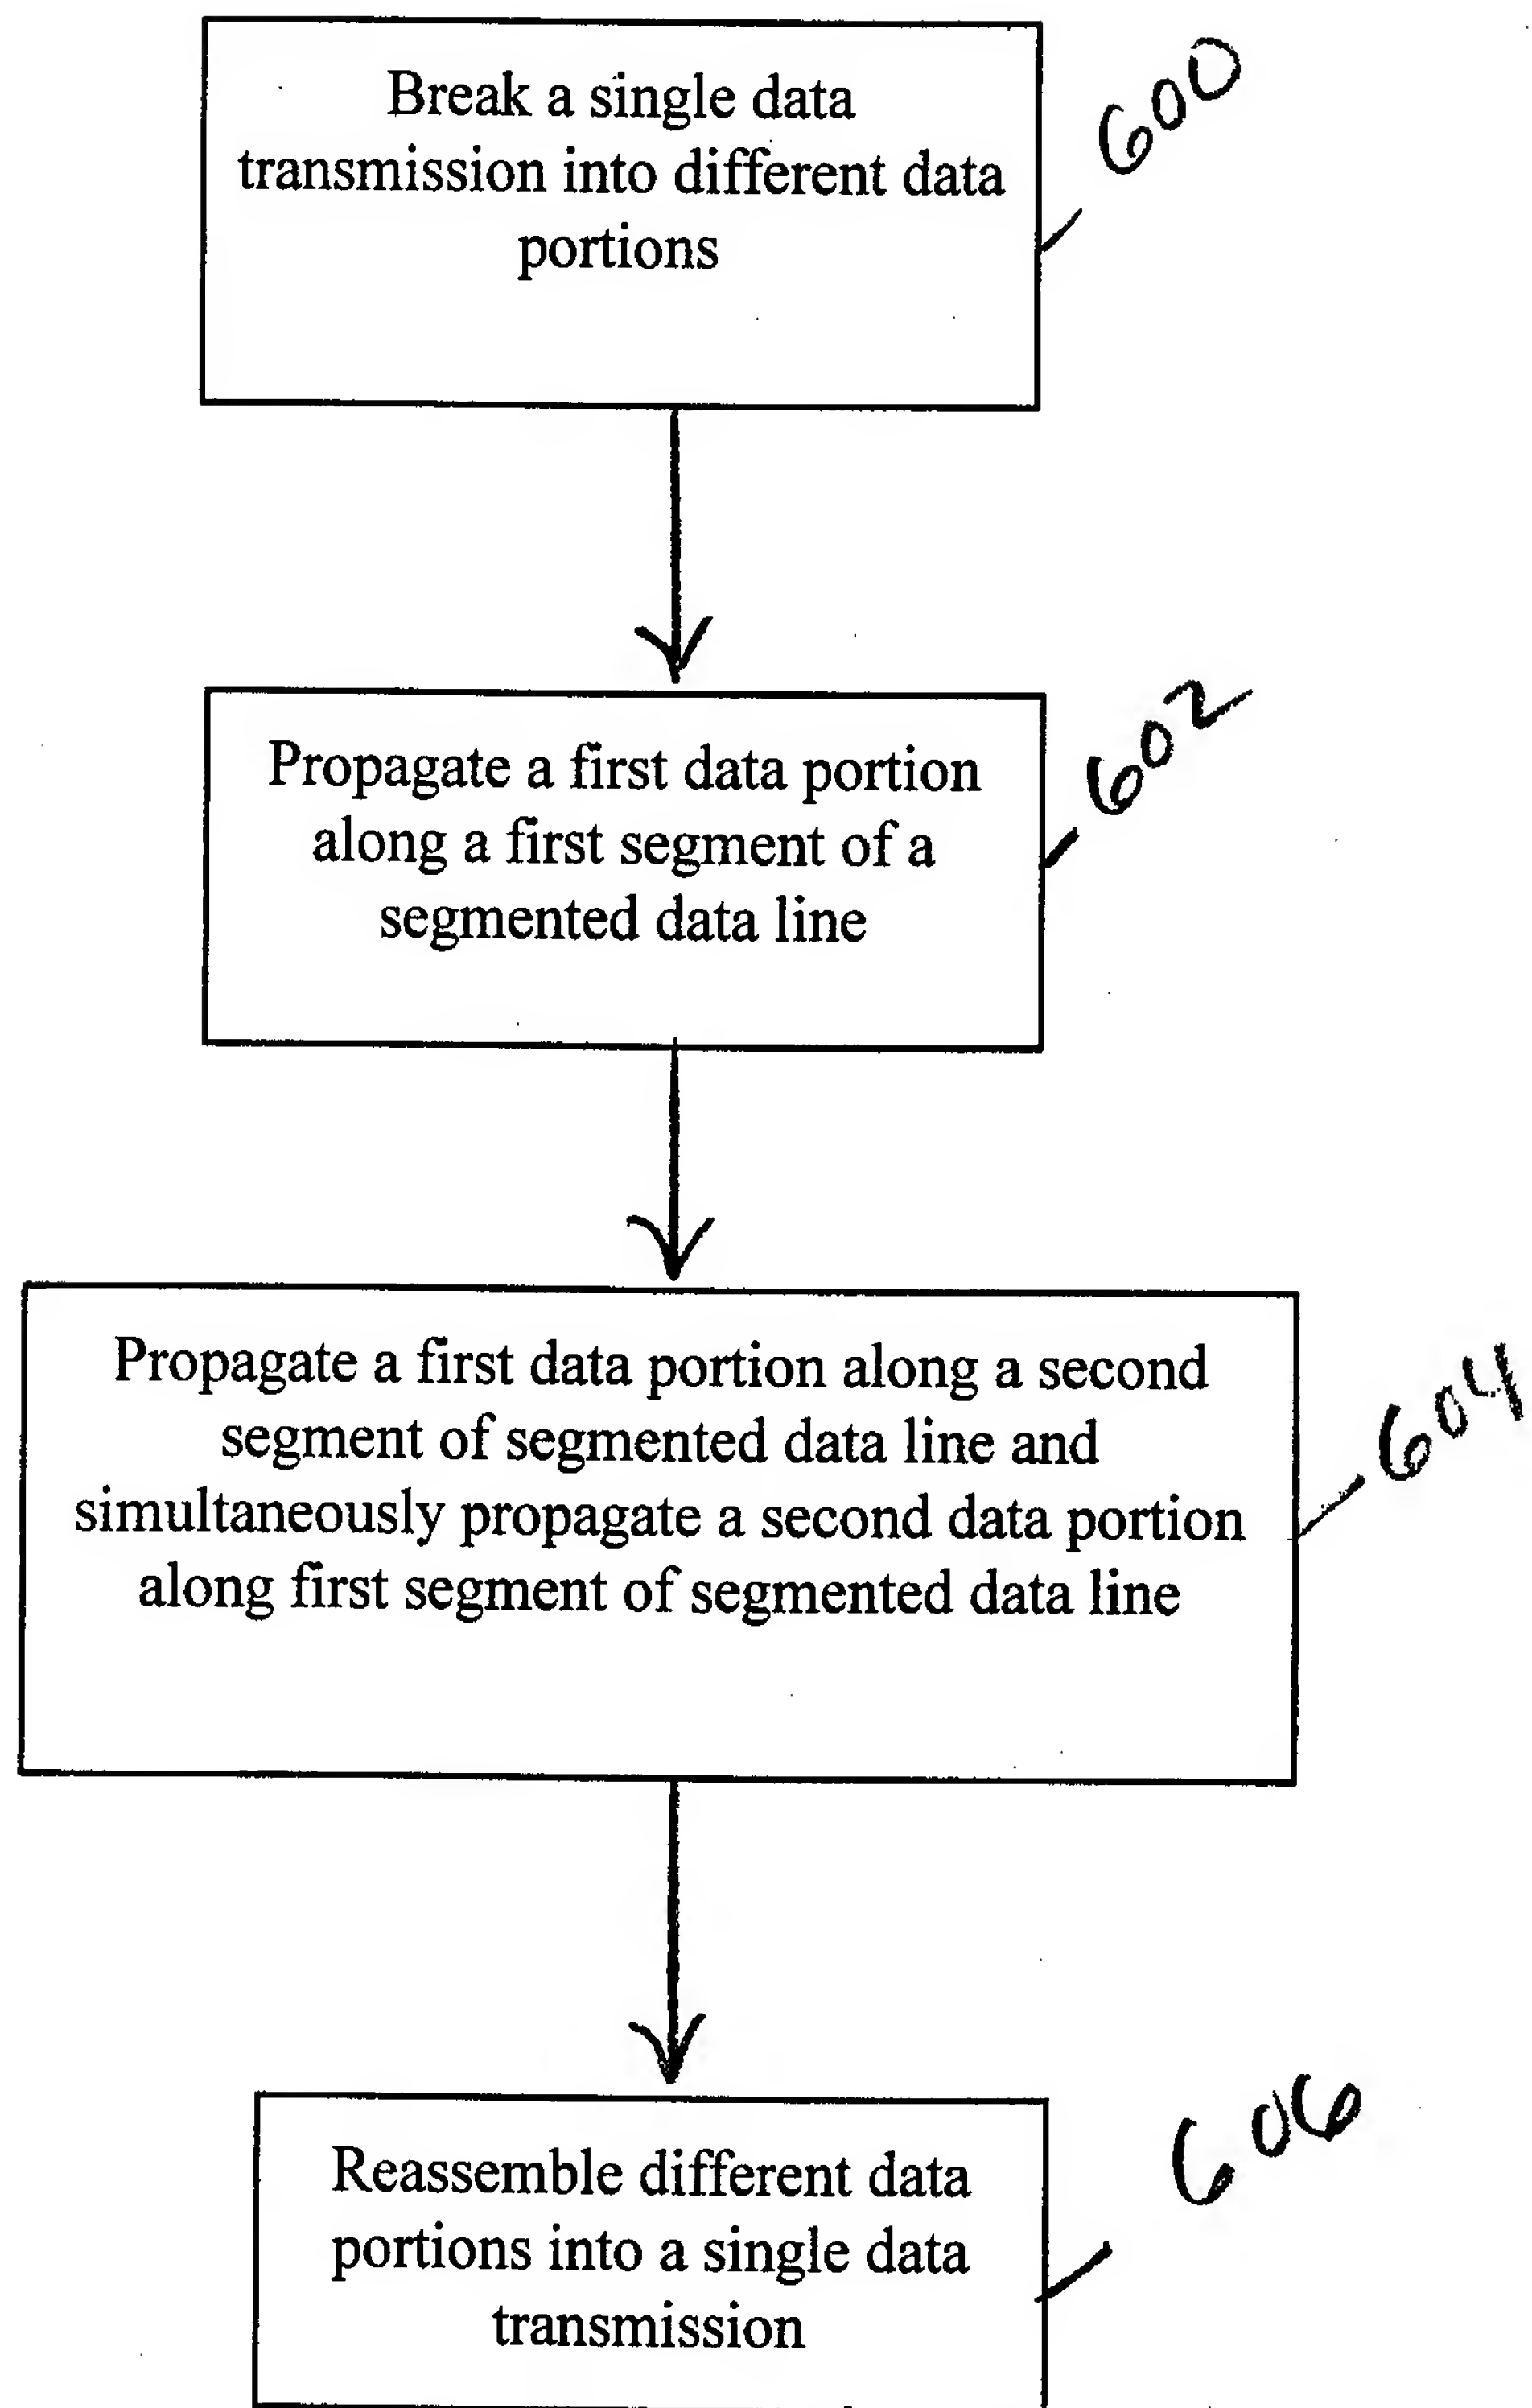 Break a single data
transmission into different data
portions
600
Propagate a first data portion
along a first segment of a
segmented data line
602
Propagate a first data portion along a second
segment of segmented data line and
simultaneously propagate a second data portion
along first segment of segmented data line
604
Reassemble different data
portions into a single data
transmission
606